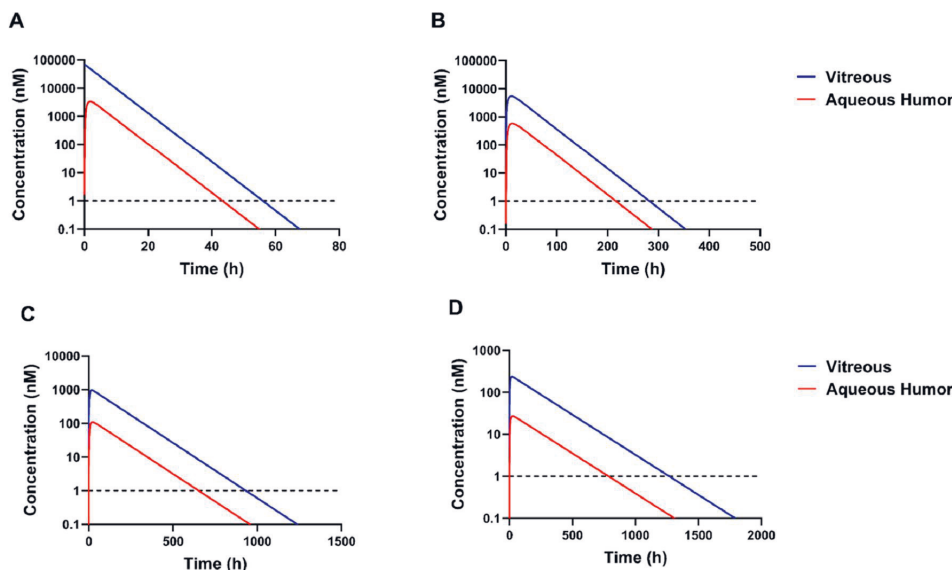 A
Concentration (nM)
100000
10000
1000
100
10
1
0.1
0 20 40 60 80
Time (h)
B
Concentration (nM)
100000
10000
1000
100
10
1
0.1
0 100 200 300 400 500
Time (h)
Vitreous
Aqueous Humor
C
Concentration (nM)
10000
1000
100
10
1
0.1
0 500 1000 1500
Time (h)
D
Concentration (nM)
1000
100
10
1
0.1
0 500 1000 1500 2000
Time (h)
Vitreous
Aqueous Humor